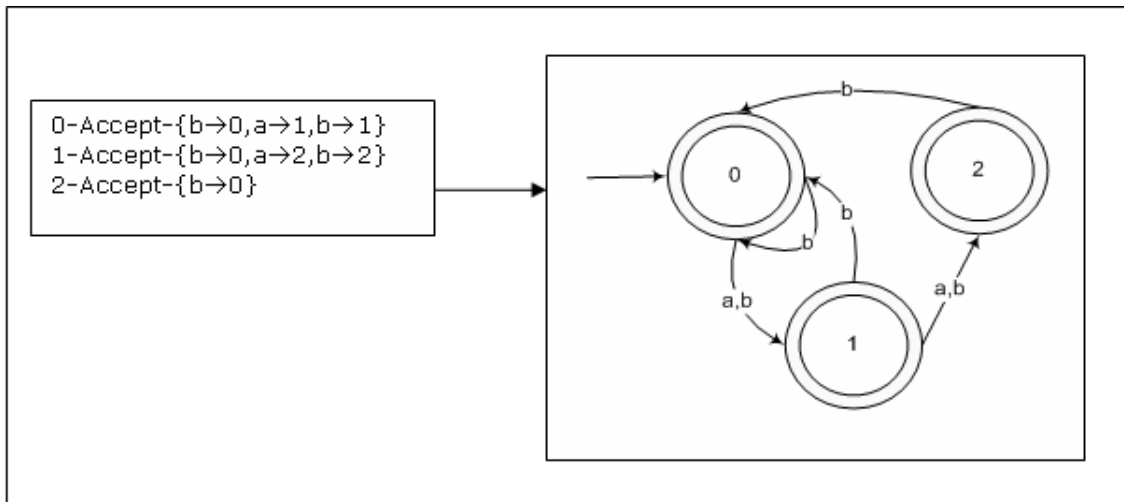 0-Accept-{b→0,a→1,b→1}
1-Accept-{b→0,a→2,b→2}
2-Accept-{b→0}
b
0
2
b
b
a,b
a,b
1